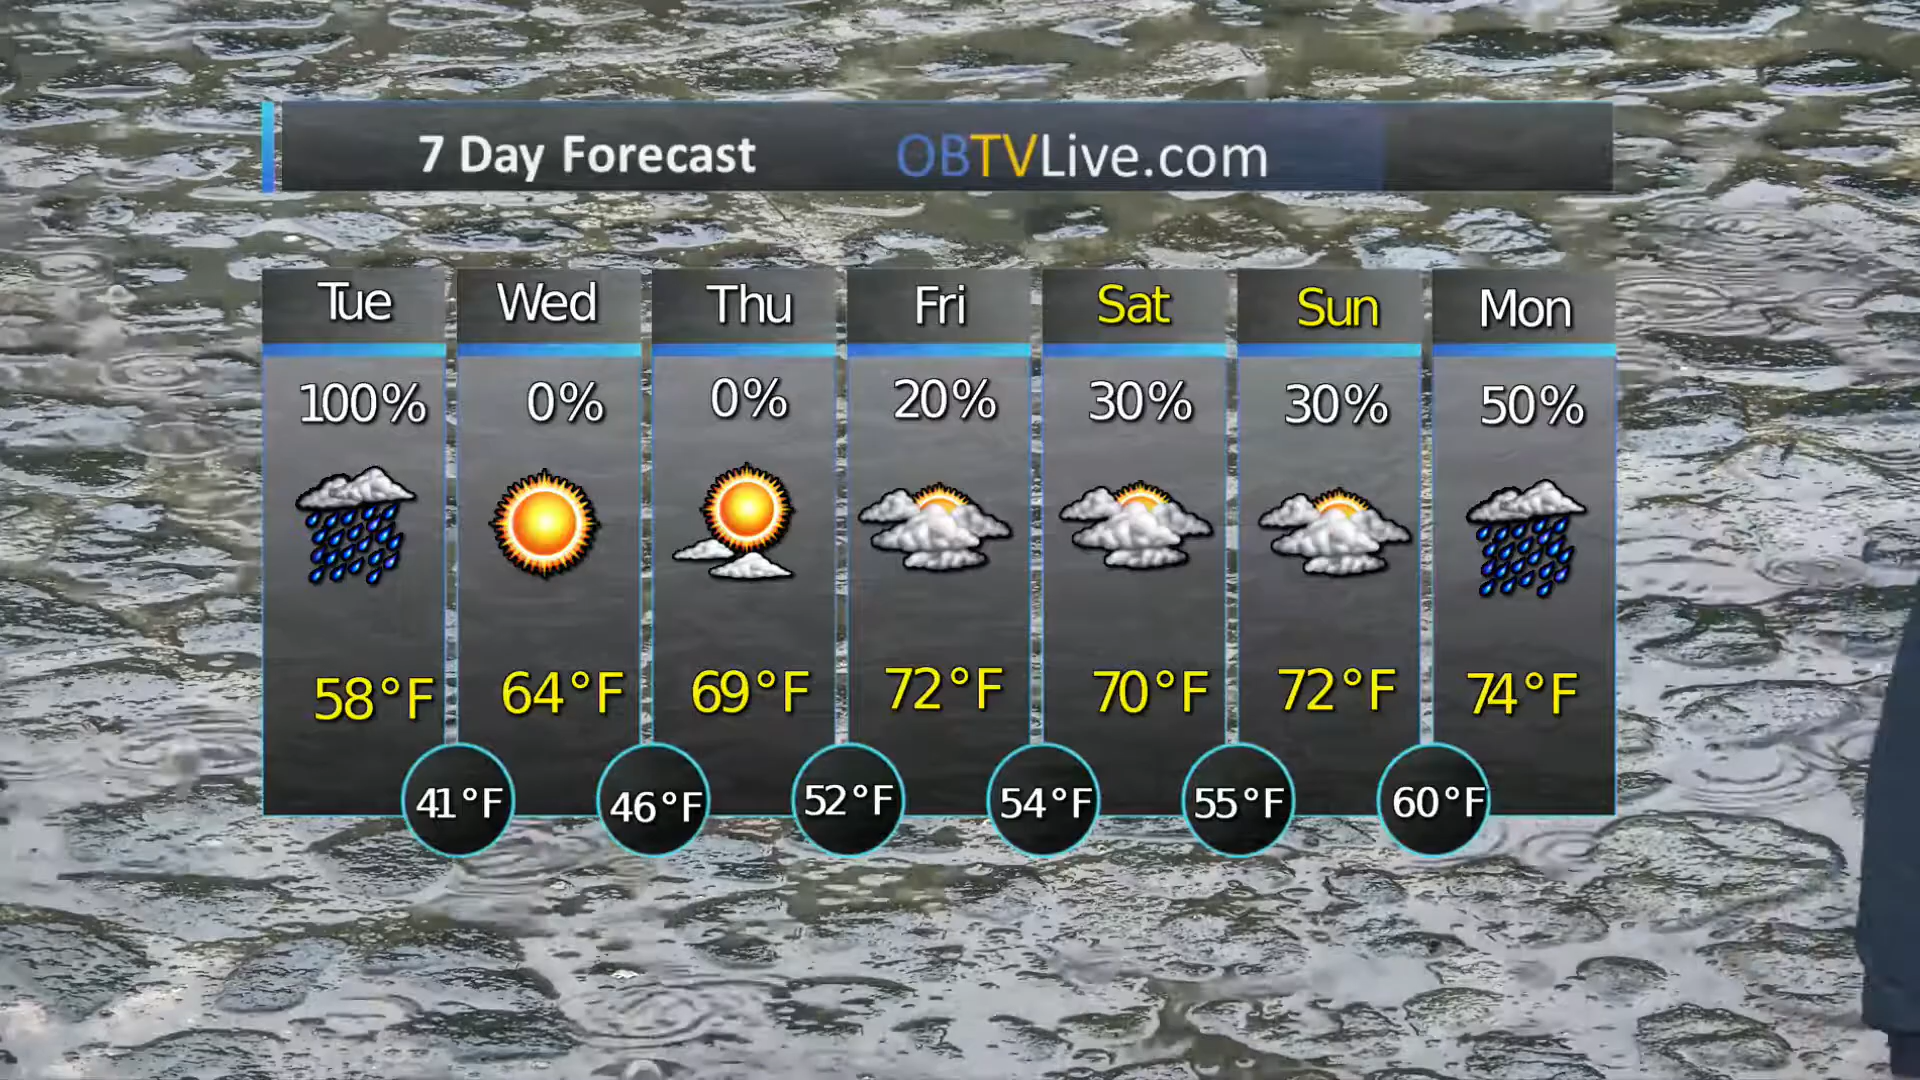 7 Day Forecast OBTVLive.com
Tue Wed Thu Fri Sat Sun Mon
100% 0% 0% 20% 30% 30% 50%
58°F 64°F 69°F 72°F 70°F 72°F 74°F
41°F 46°F 52°F 54°F 55°F 60°F